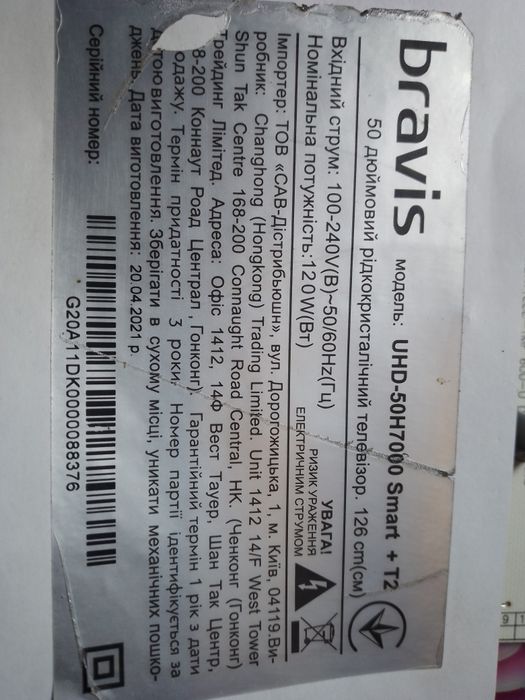 bravis модель: UHD-50H7000 Smart + T2
50 дюймовий рідкокристалічний телевізор. 126 cm(см)
Вхідний струм: 100-240V(В)~50/60Hz(Гц)
Номінальна потужність:120W(Вт)
УВАГА!
РИЗИК УРАЖЕННЯ
ЕЛЕКТРИЧНИМ СТРУМОМ
Імпортер: ТОВ «САВ-Дістрибьюшн», вул. Дорогожицька, 1, м. Київ, 04119.Ви-
робник: Changhong (Hongkong) Trading Limited. Unit 1412 14/F West Tower
Shun Tak Centre 168-200 Connaught Road Central, HK. (Ченконг (Гонконг)
Трейдинг Лімітед. Адреса: Офіс 1412, 14Ф Вест Тауер, Шан Так Центр,
8-200 Коннаут Роад Централ, Гонконг) Гарантійний термін 1 рік з дати
одажу. Термін придатності 3 роки. Номер партії ідентифікується за
датою виготовлення. Зберігати в сухому місці, уникати механічних пошко-
джень. Дата виготовлення: 20.04.2021 р.
Серійний номер:
G20A11DK0000088376